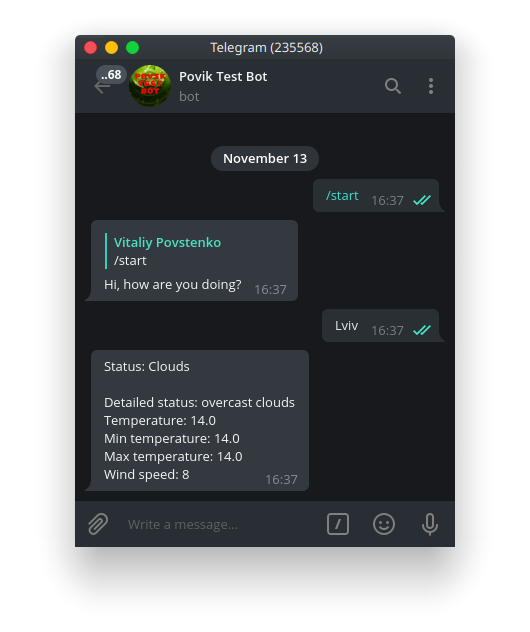 Telegram (235568)
..68
POVIK
TEST
BOT
Povik Test Bot
bot
November 13
/start 16:37
Vitaliy Povstenko
/start
Hi, how are you doing? 16:37
Lviv 16:37
Status: Clouds
Detailed status: overcast clouds
Temperature: 14.0
Min temperature: 14.0
Max temperature: 14.0
Wind speed: 8
16:37
Write a message...